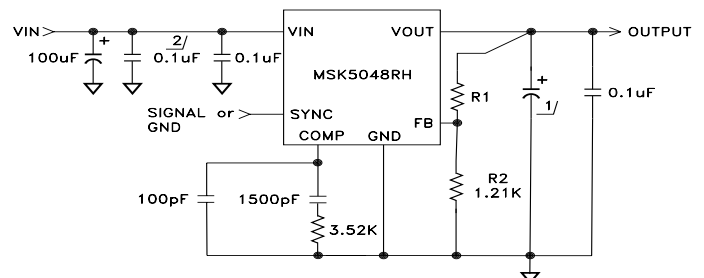 VIN
VIN
VOUT
OUTPUT
+
2/
+
100uF
0.1uF
0.1uF
MSK5048RH
R1
1/
0.1uF
SIGNAL or
GND
SYNC
COMP
GND
FB
R2
1.21K
100pF
1500pF
3.52K